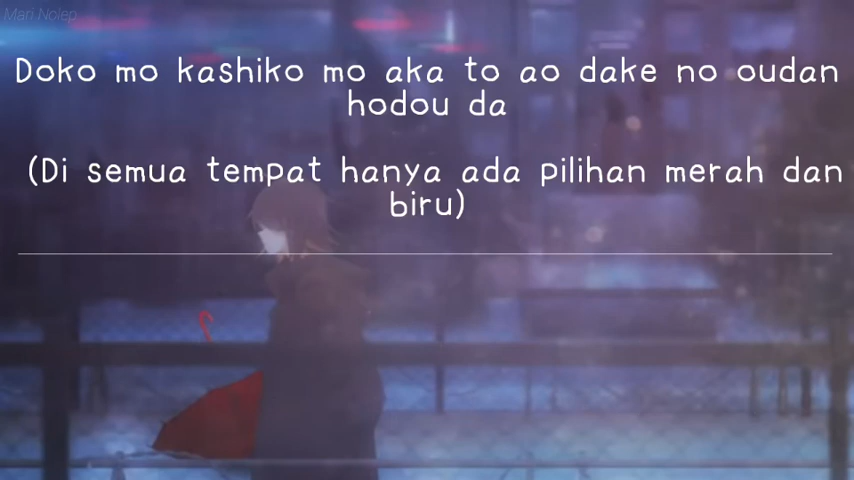 Mari Nolep
Doko mo kashiko mo aka to ao dake no oudan
hodou da
(Di semua tempat hanya ada pilihan merah dan
biru)